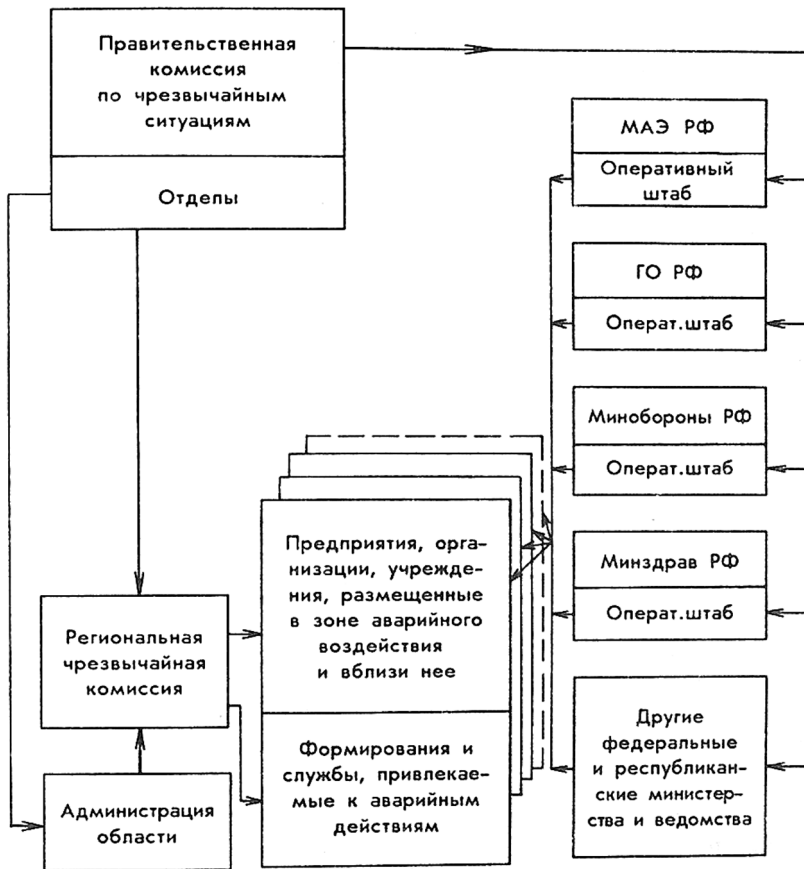 Правительственная
комиссия
по чрезвычайным
ситуациям
Отделы
МАЭ РФ
Оперативный
штаб
ГО РФ
Операт.штаб
Минобороны РФ
Операт.штаб
Минздрав РФ
Операт.штаб
Другие
федеральные
и республикан-
ские министер-
ства и ведомства
Предприятия, орга-
низации, учрежде-
ния, размещенные
в зоне аварийного
воздействия
и вблизи нее
Формирования и
службы, привлекае-
мые к аварийным
действиям
Региональная
чрезвычайная
комиссия
Администрация
области